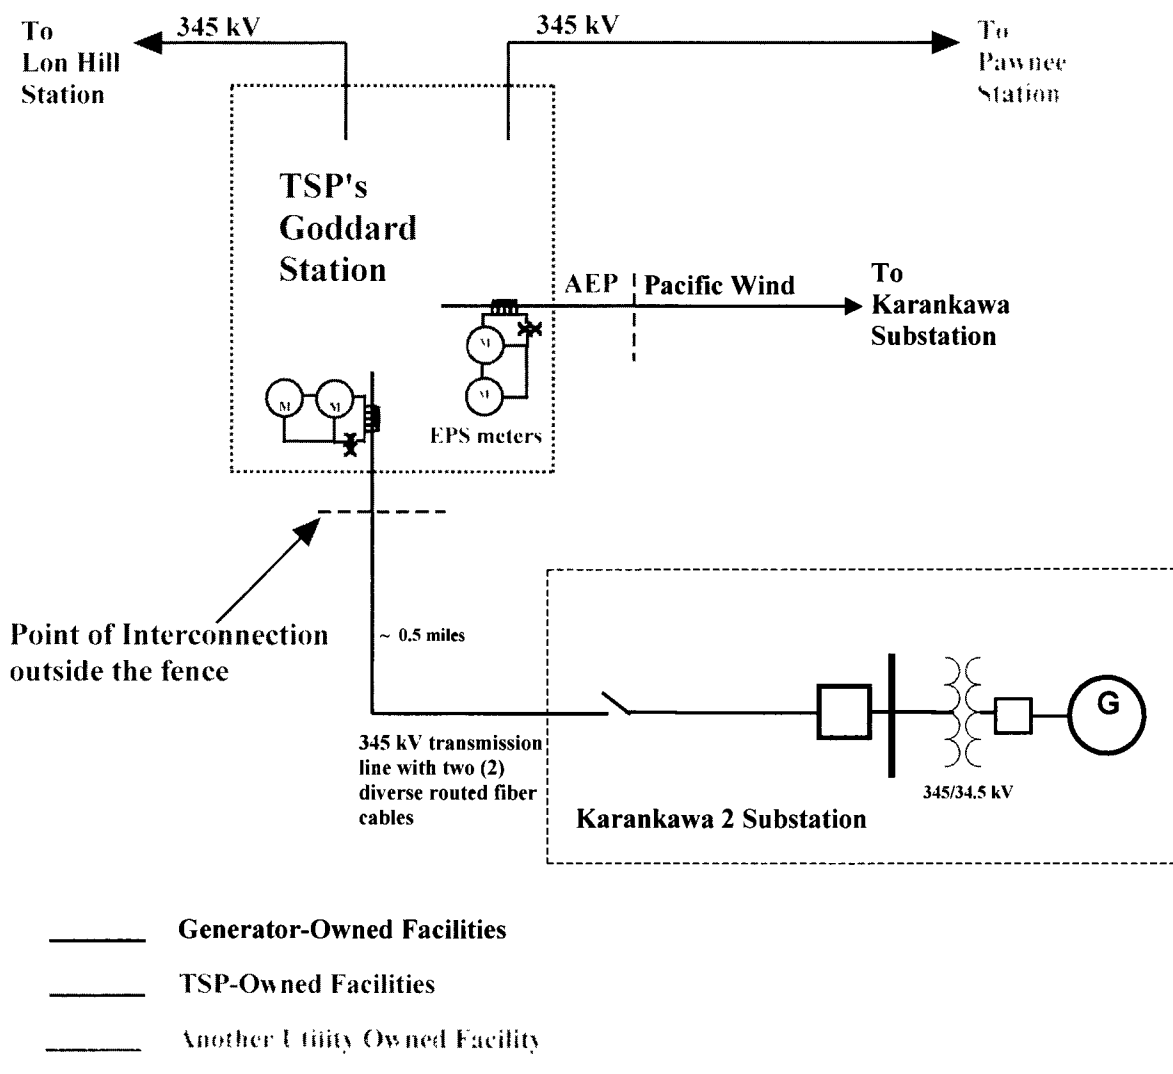 345 kV
345 kV
To
Lon Hill
Station
To
Pawnee
Station
TSP's
Goddard
Station
AEP
Pacific Wind
To
Karankawa
Substation
M
M
M
M
EPS meters
Point of Interconnection
outside the fence
~ 0.5 miles
G
345 kV transmission
line with two (2)
diverse routed fiber
cables
345/34.5 kV
Karankawa 2 Substation
Generator-Owned Facilities
TSP-Owned Facilities
Another Utility Owned Facility